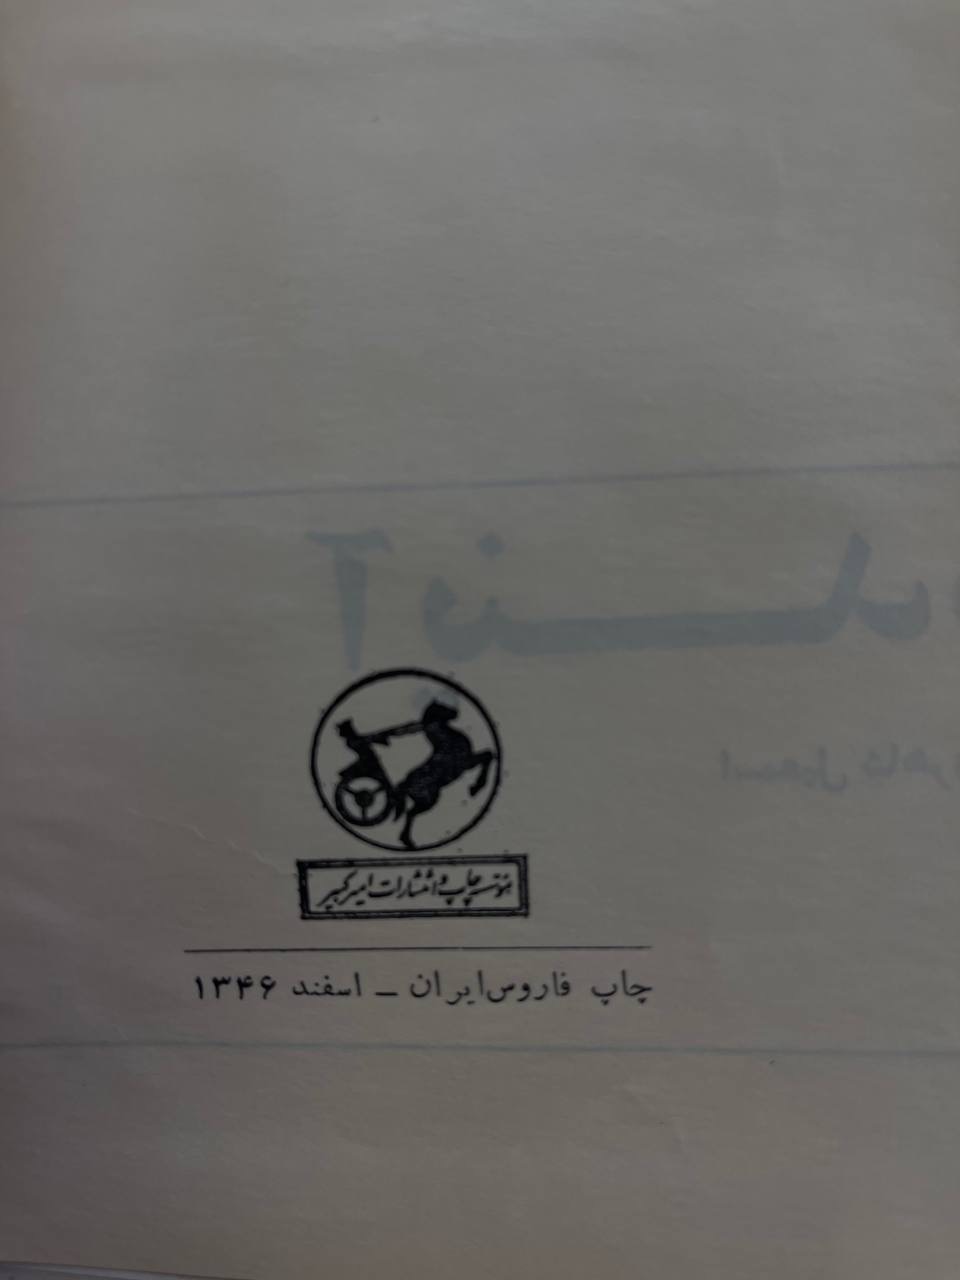 مؤسسه چاپ و انتشارات امیرکبیر
چاپ فاروس‌ایران ـ اسفند ۱۳۴۶